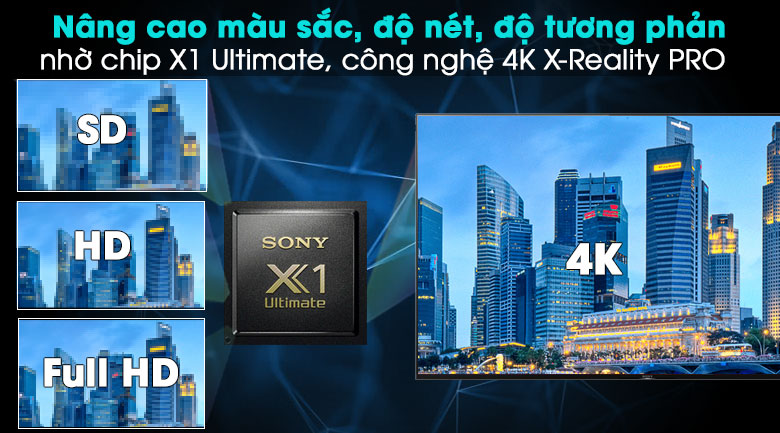 Nâng cao màu sắc, độ nét, độ tương phản
nhờ chip X1 Ultimate, công nghệ 4K X-Reality PRO
SD
HD
Full HD
SONY
X1
Ultimate
4K